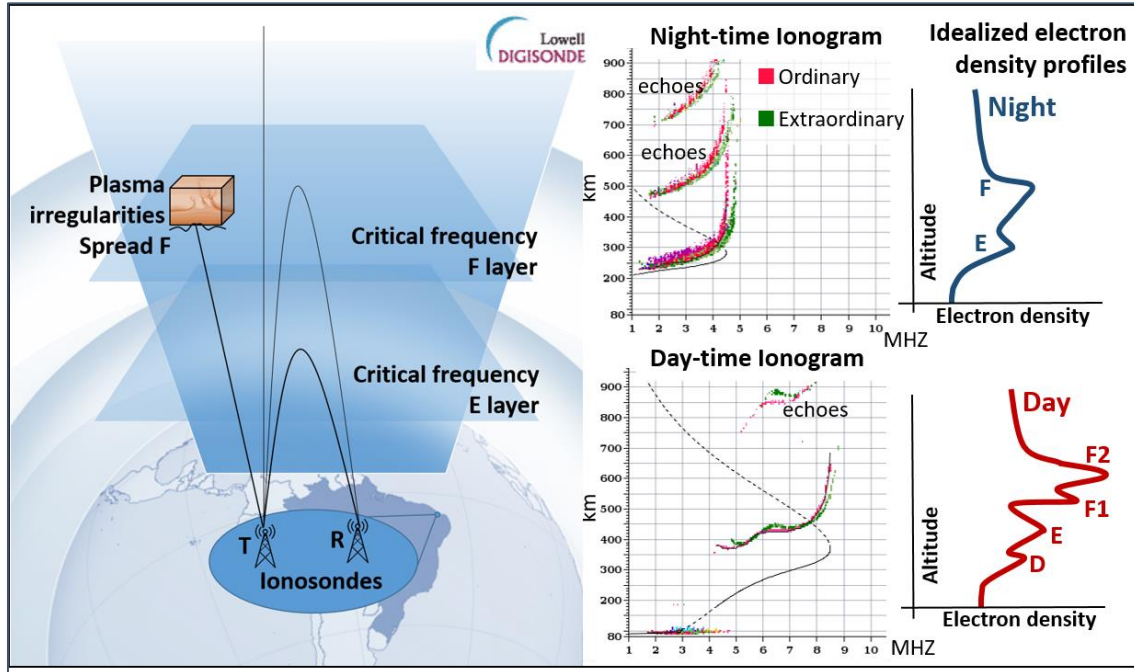 Lowell
DIGISONDE
Plasma
irregularities
Spread F
Critical frequency
F layer
Critical frequency
E layer
T
R
Ionosondes
Night-time Ionogram
km
900
800
700
600
500
400
300
200
80
1 2 3 4 5 6 7 8 9 10
MHZ
echoes
echoes
Ordinary
Extraordinary
Day-time Ionogram
km
900
800
700
600
500
400
300
200
80
1 2 3 4 5 6 7 8 9 10
MHZ
echoes
Idealized electron
density profiles
Night
F
E
Altitude
Electron density
Day
F2
F1
E
D
Altitude
Electron density